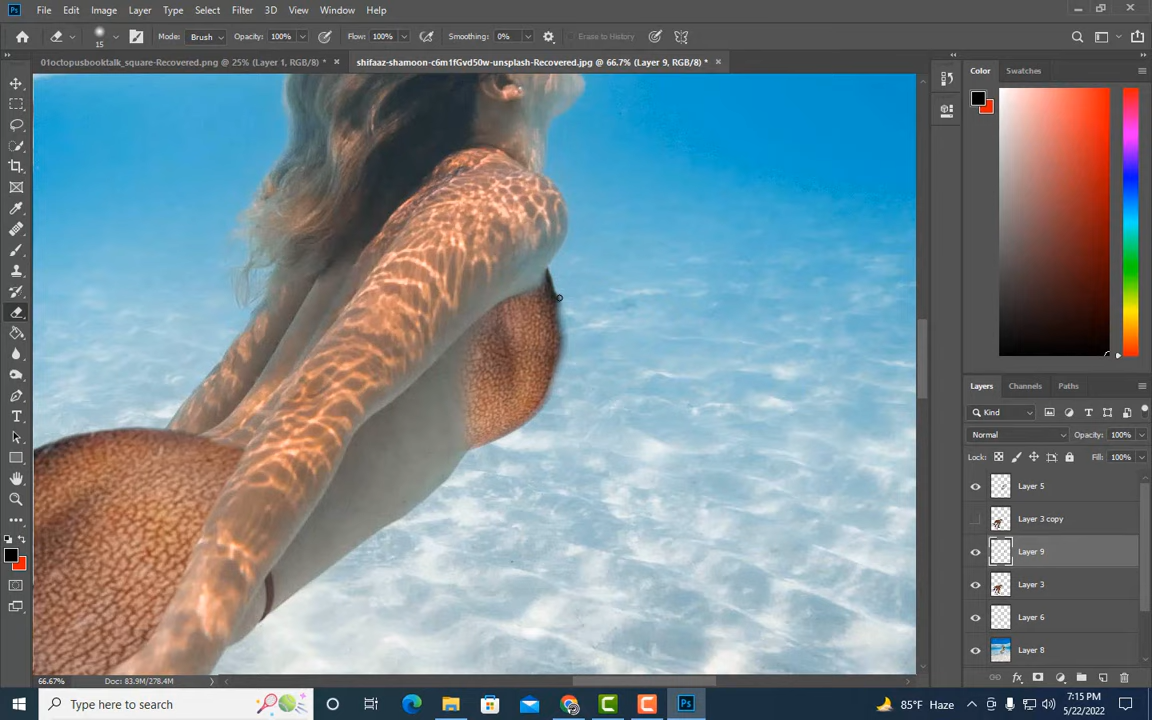 Ps File Edit Image Layer Type Select Filter 3D View Window Help
15 Mode: Brush Opacity: 100% Flow: 100% Smoothing: 0% Erase to History
01octopusbooktalk_square-Recovered.png @ 25% (Layer 1, RGB/8) * × shifaaz-shamoon-c6m1fGvd50w-unsplash-Recovered.jpg @ 66.7% (Layer 9, RGB/8) * ×
Color Swatches
Layers Channels Paths
Kind
Normal Opacity: 100%
Lock: Fill: 100%
Layer 5
Layer 3 copy
Layer 9
Layer 3
Layer 6
Layer 8
66.67% Doc: 83.9M/278.4M
Type here to search
85°F Haze
7:15 PM
5/22/2022